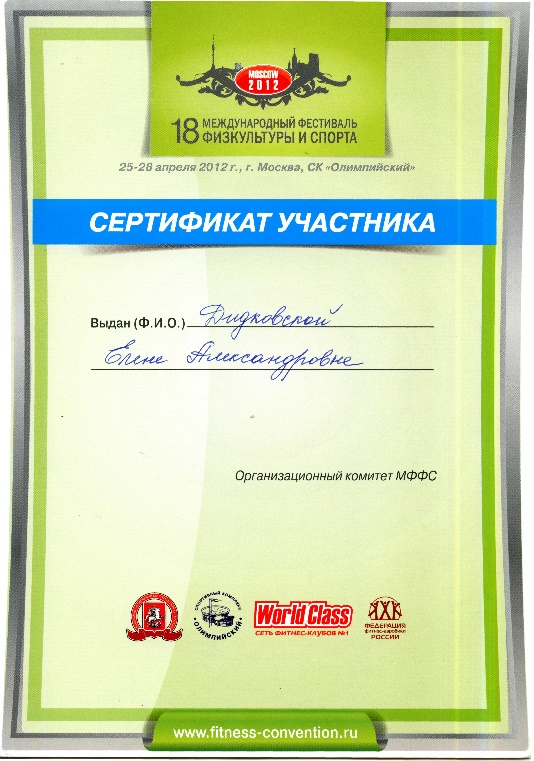 MOSCOW
2012
18 МЕЖДУНАРОДНЫЙ ФЕСТИВАЛЬ
ФИЗКУЛЬТУРЫ И СПОРТА
25-28 апреля 2012 г., г. Москва, СК «Олимпийский»
СЕРТИФИКАТ УЧАСТНИКА
Выдан (Ф.И.О.) Дидковской
Елене Александровне
Организационный комитет МФФС
СПОРТИВНЫЙ КОМПЛЕКС
«ОЛИМПИЙСКИЙ»
World Class
СЕТЬ ФИТНЕС-КЛУБОВ №1
ФЕДЕРАЦИЯ
фитнес-аэробики
РОССИИ
www.fitness-convention.ru